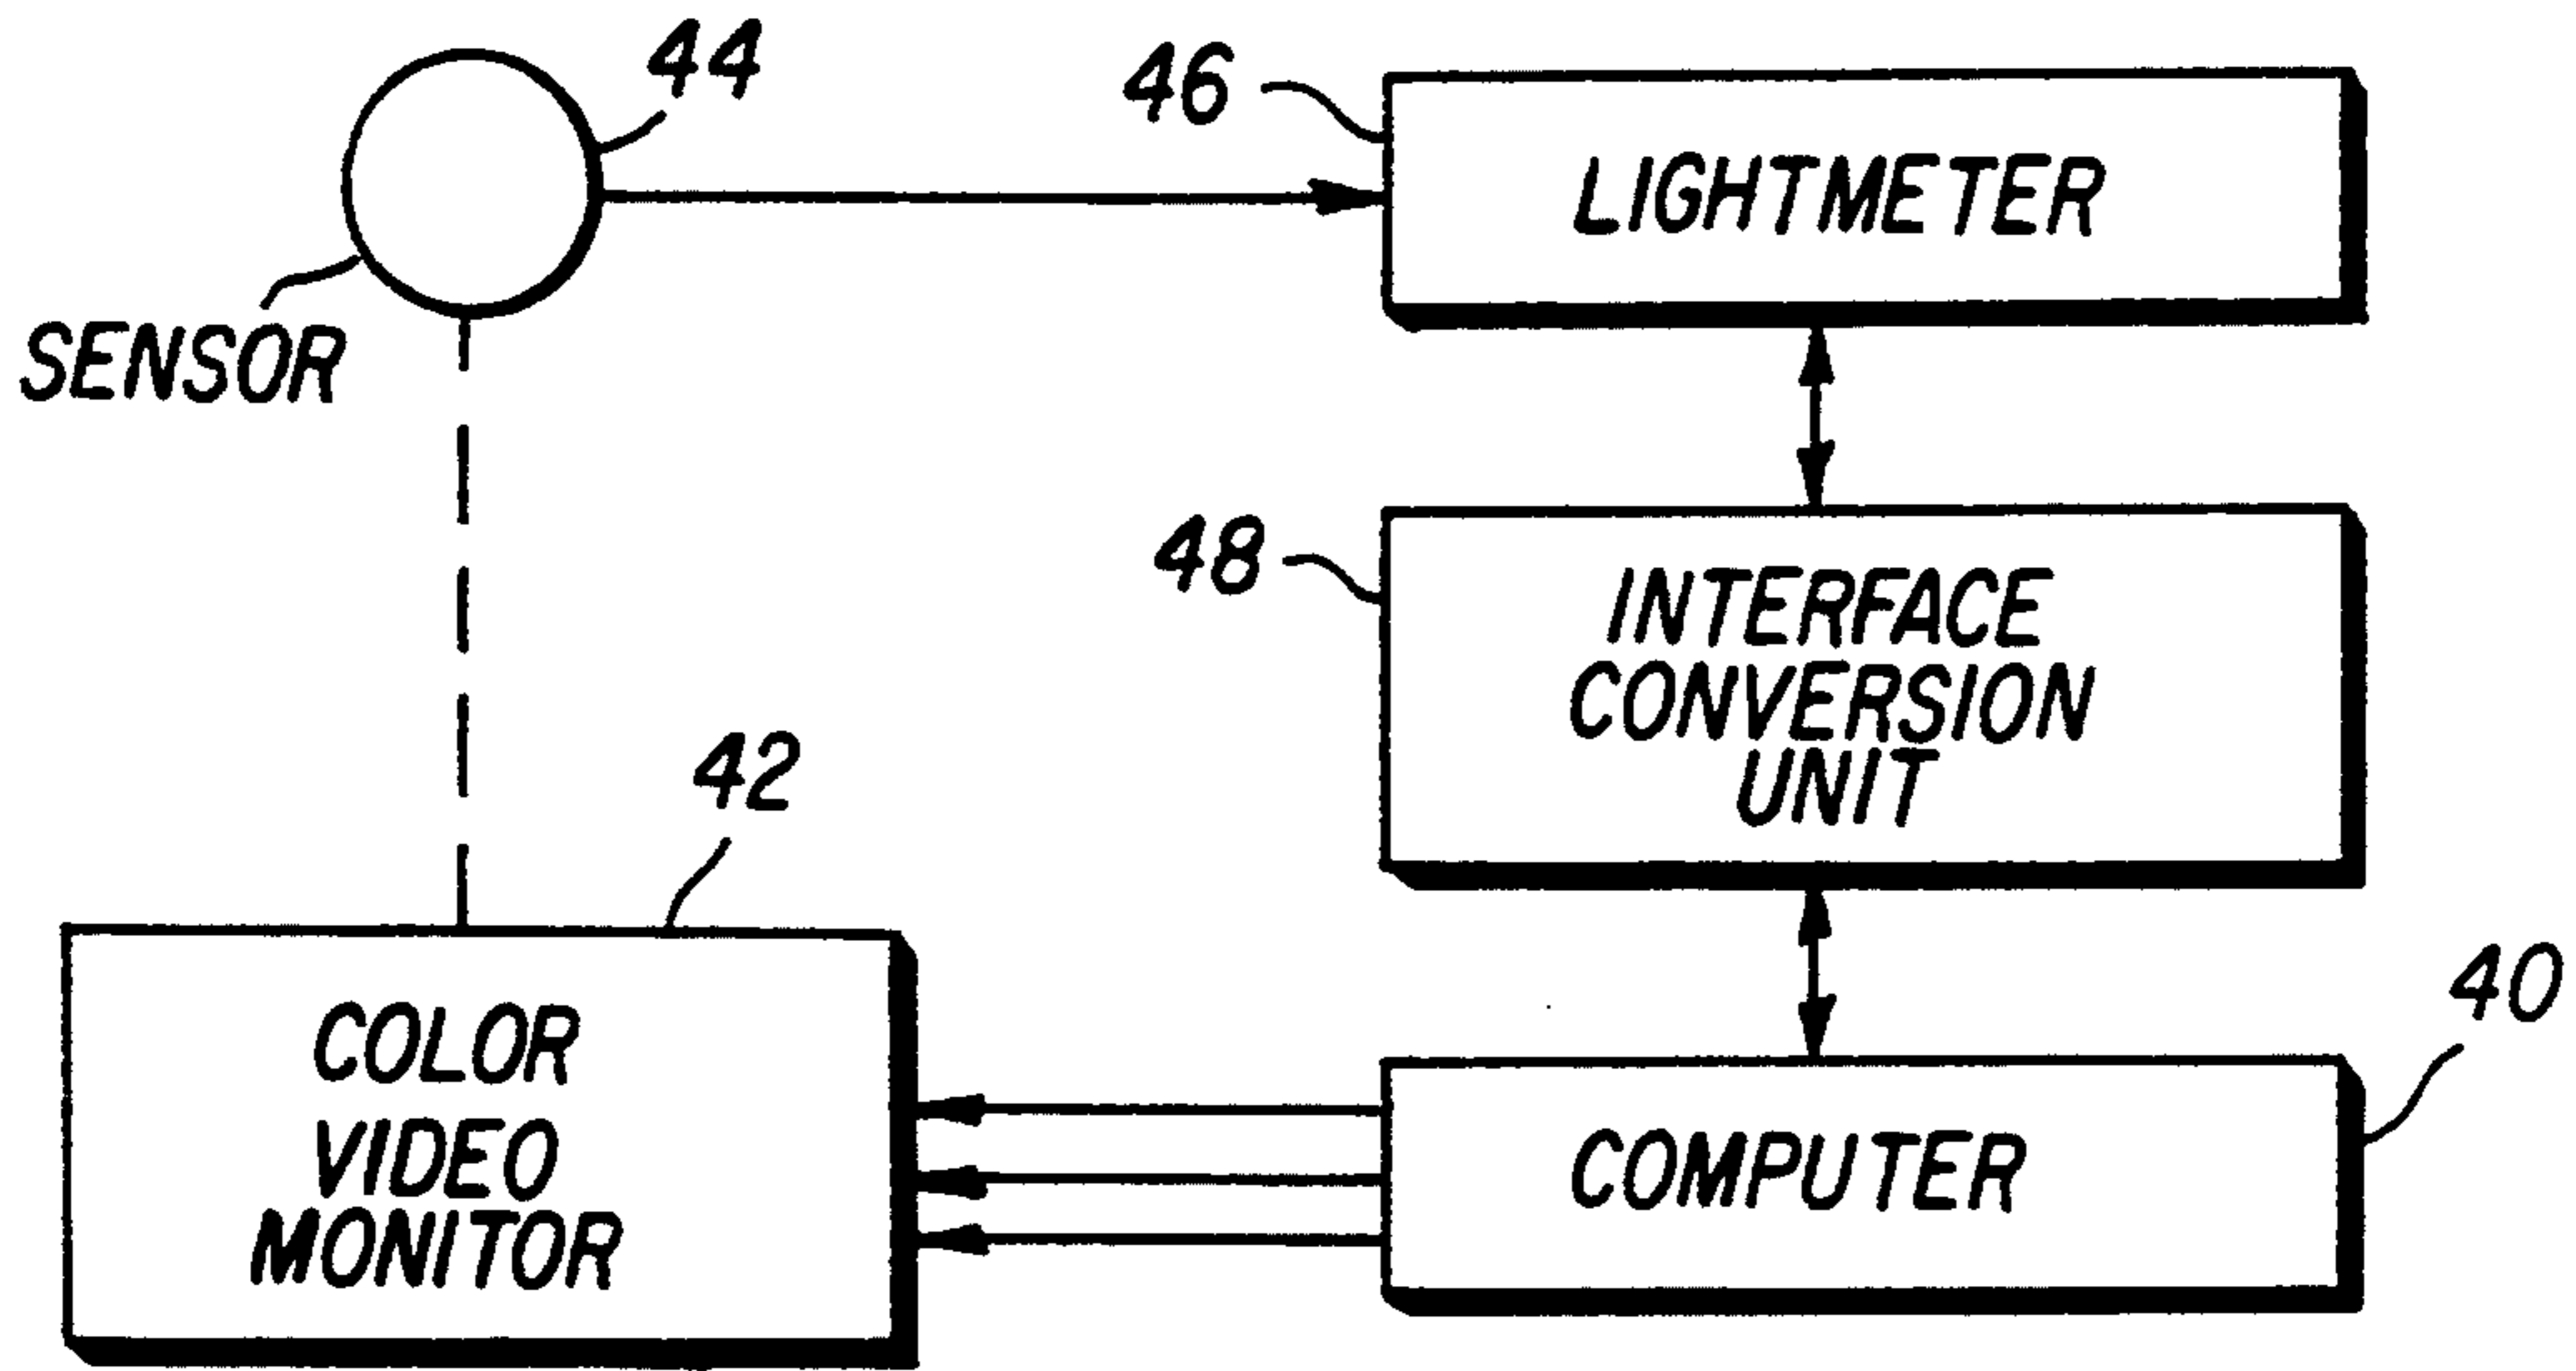 44
46
LIGHTMETER
SENSOR
48
INTERFACE
CONVERSION
UNIT
42
COLOR
VIDEO
MONITOR
40
COMPUTER